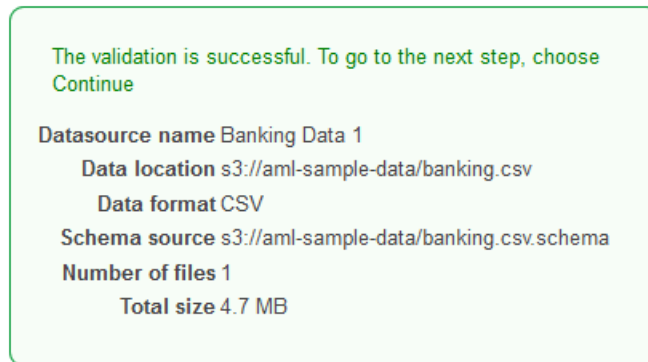 The validation is successful. To go to the next step, choose
Continue
Datasource name Banking Data 1
Data location s3://aml-sample-data/banking.csv
Data format CSV
Schema source s3://aml-sample-data/banking.csv.schema
Number of files 1
Total size 4.7 MB